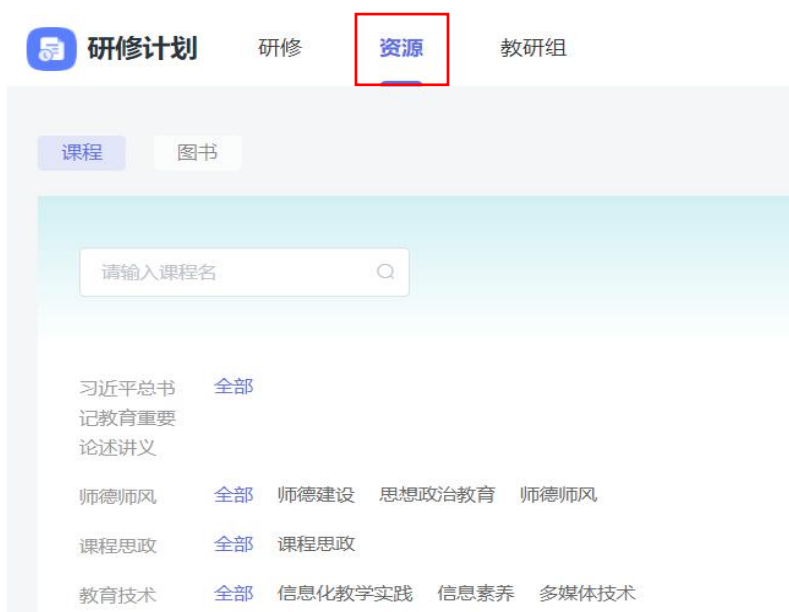 研修计划 研修 资源 教研组
课程 图书
请输入课程名
习近平总书 全部
记教育重要
论述讲义
师德师风 全部 师德建设 思想政治教育 师德师风
课程思政 全部 课程思政
教育技术 全部 信息化教学实践 信息素养 多媒体技术